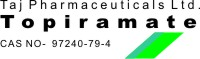 Taj Pharmaceuticals Ltd.
Topiramate
CAS NO- 97240-79-4